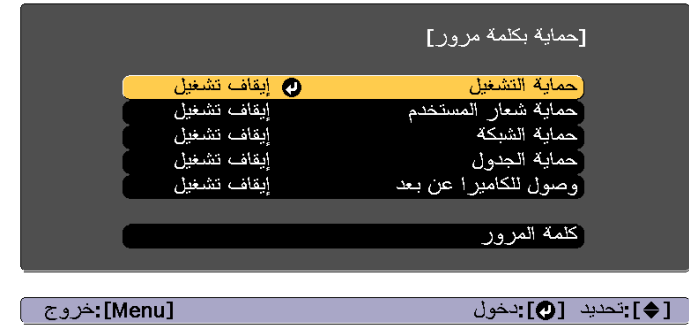 [حماية بكلمة مرور]
حماية التشغيل إيقاف تشغيل
حماية شعار المستخدم إيقاف تشغيل
حماية الشبكة إيقاف تشغيل
حماية الجدول إيقاف تشغيل
وصول للكاميرا عن بعد إيقاف تشغيل
كلمة المرور
[◆]:تحديد [↵]:دخول [Menu]:خروج